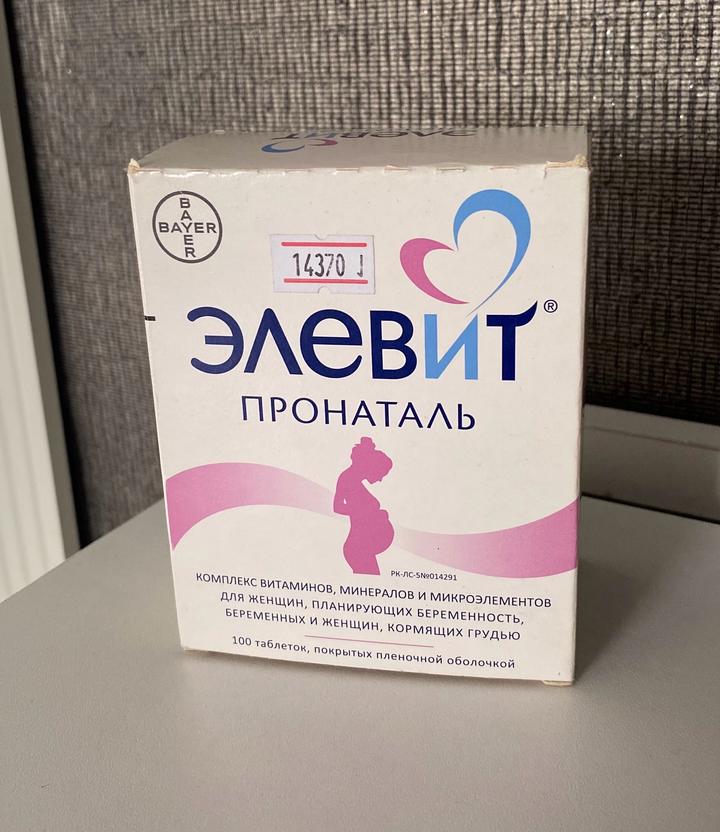 BAYER
BAYER
14370
ЭЛЕВИТ®
ПРОНАТАЛЬ
РК-ЛС-5№014291
КОМПЛЕКС ВИТАМИНОВ, МИНЕРАЛОВ И МИКРОЭЛЕМЕНТОВ
ДЛЯ ЖЕНЩИН, ПЛАНИРУЮЩИХ БЕРЕМЕННОСТЬ,
БЕРЕМЕННЫХ И ЖЕНЩИН, КОРМЯЩИХ ГРУДЬЮ
100 таблеток, покрытых пленочной оболочкой